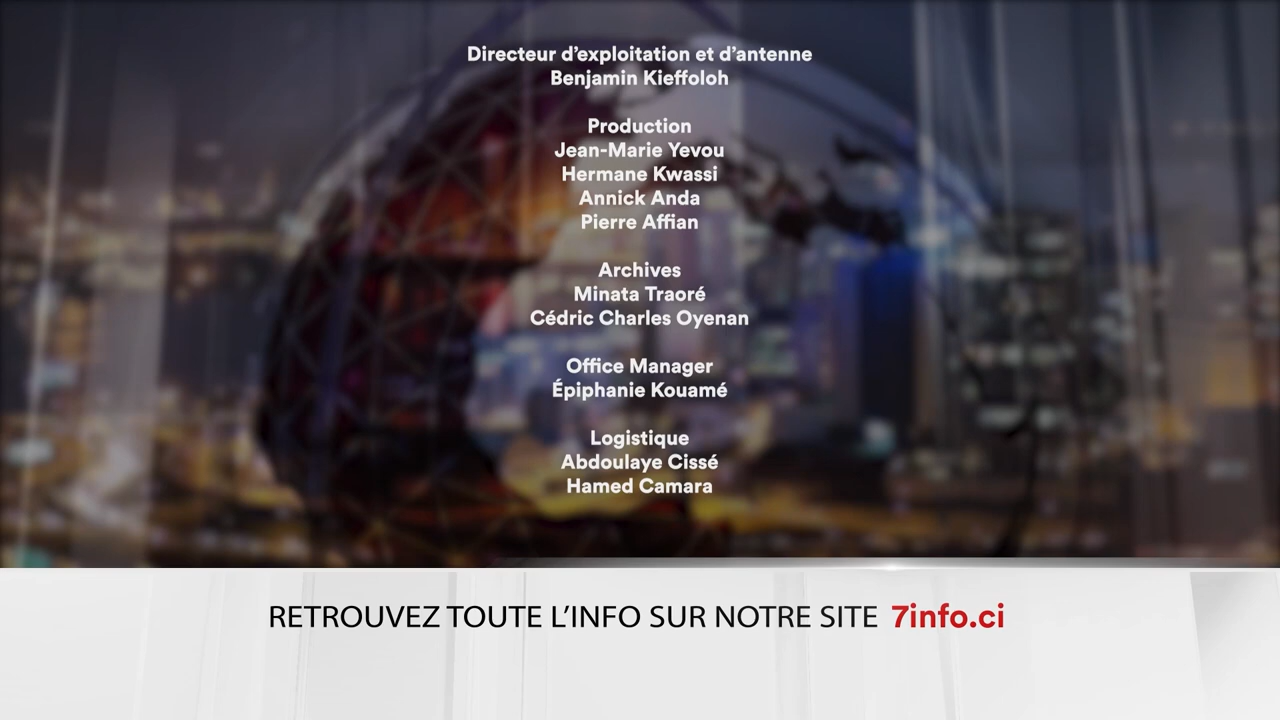 Directeur d’exploitation et d’antenne
Benjamin Kieffoloh
Production
Jean-Marie Yevou
Hermane Kwassi
Annick Anda
Pierre Affian
Archives
Minata Traoré
Cédric Charles Oyenan
Office Manager
Épiphanie Kouamé
Logistique
Abdoulaye Cissé
Hamed Camara
RETROUVEZ TOUTE L’INFO SUR NOTRE SITE 7info.ci